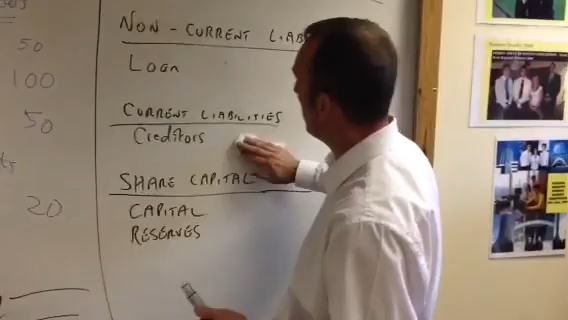 50
100
50
20
NON-CURRENT LIAB
Loan
CURRENT LIABILITIES
Creditors
SHARE CAPITAL
CAPITAL
RESERVES